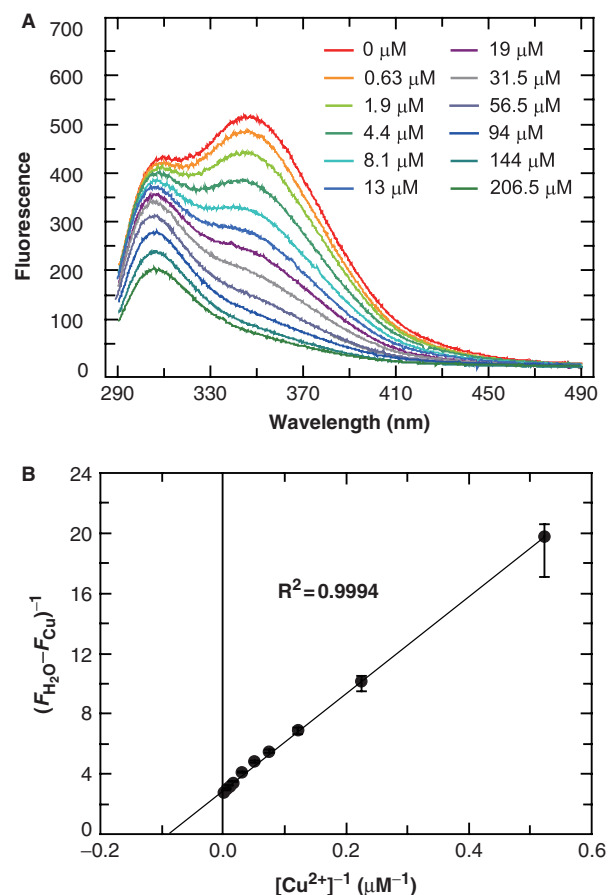 A
700
600
500
400
300
200
100
0
Fluorescence
0 μM
0.63 μM
1.9 μM
4.4 μM
8.1 μM
13 μM
19 μM
31.5 μM
56.5 μM
94 μM
144 μM
206.5 μM
290 330 370 410 450 490
Wavelength (nm)
B
24
20
16
12
8
4
0
(F_H₂O–F_Cu)⁻¹
R²=0.9994
–0.2 0.0 0.2 0.4 0.6
[Cu²⁺]⁻¹ (μM⁻¹)